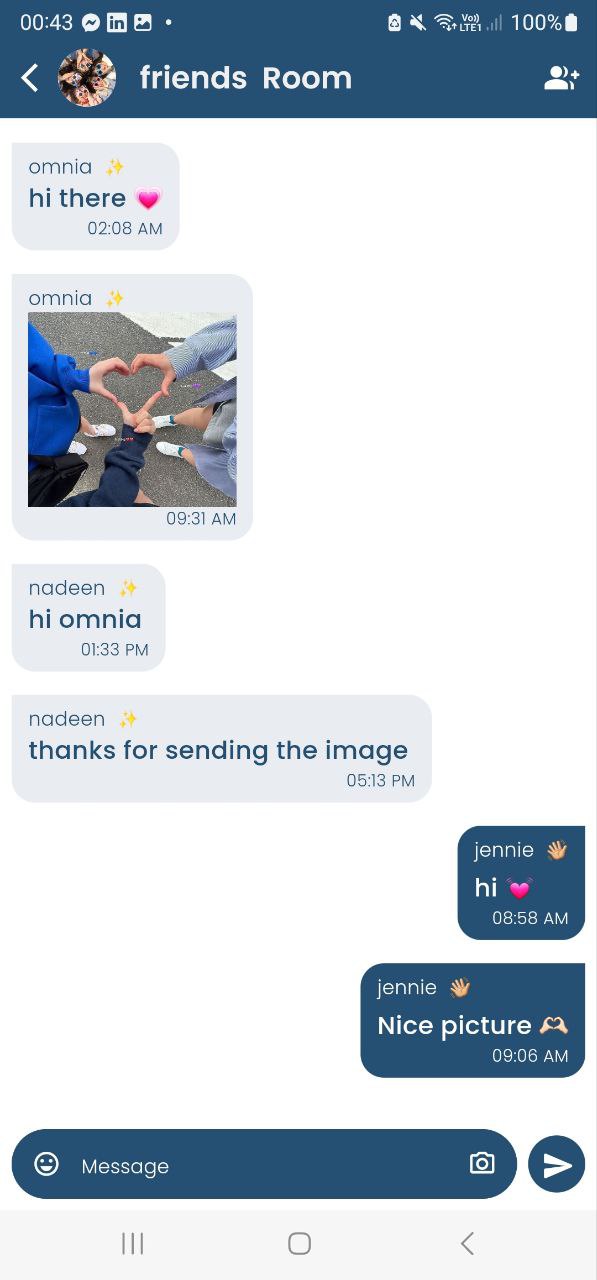 00:43
Vo))
LTE1
100%
friends Room
omnia ✨
hi there 💗
02:08 AM
omnia ✨
09:31 AM
nadeen ✨
hi omnia
01:33 PM
nadeen ✨
thanks for sending the image
05:13 PM
jennie 👋🏼
hi 💓
08:58 AM
jennie 👋🏼
Nice picture 🫶🏻
09:06 AM
Message